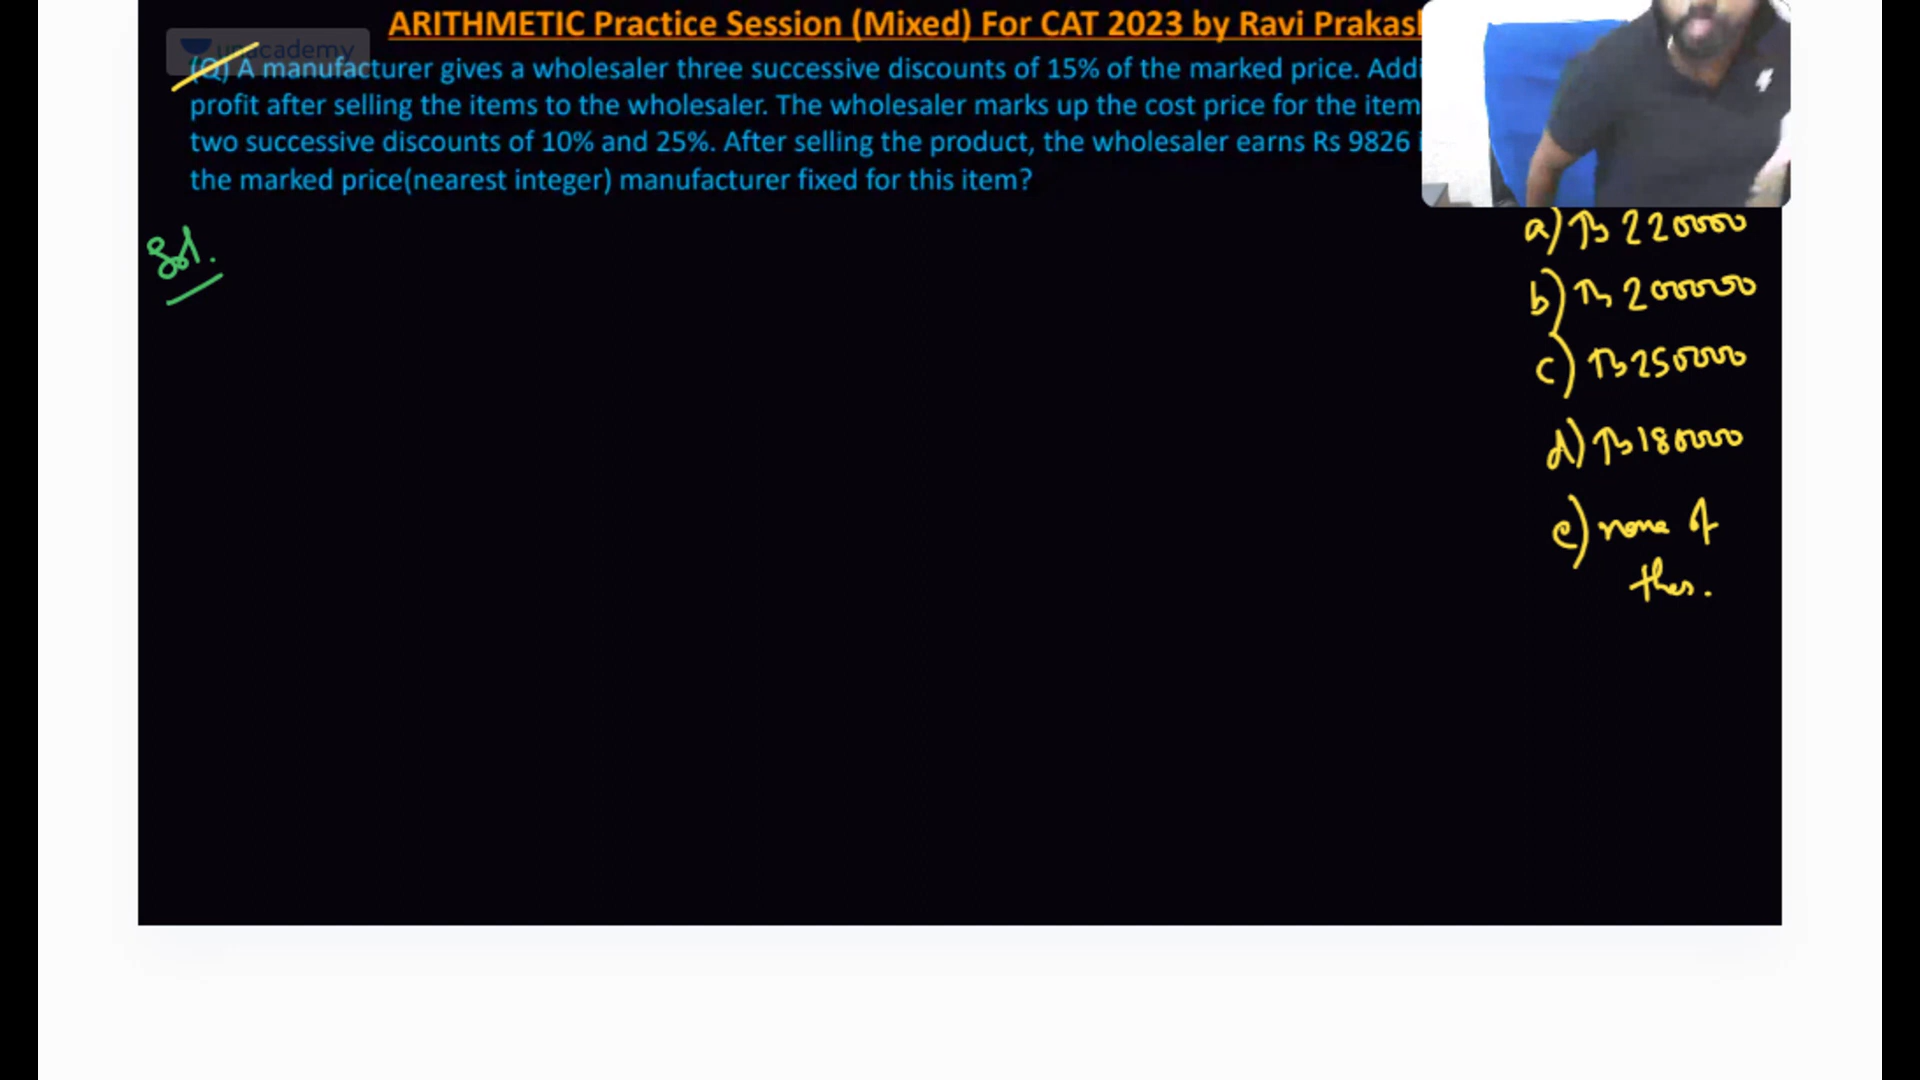 ARITHMETIC Practice Session (Mixed) For CAT 2023 by Ravi Prakash
unacademy
(Q) A manufacturer gives a wholesaler three successive discounts of 15% of the marked price. Addi
profit after selling the items to the wholesaler. The wholesaler marks up the cost price for the item
two successive discounts of 10% and 25%. After selling the product, the wholesaler earns Rs 9826
the marked price(nearest integer) manufacturer fixed for this item?
Sol.
a) Rs 220000
b) Rs 200000
c) Rs 250000
d) Rs 180000
e) none of
thes.